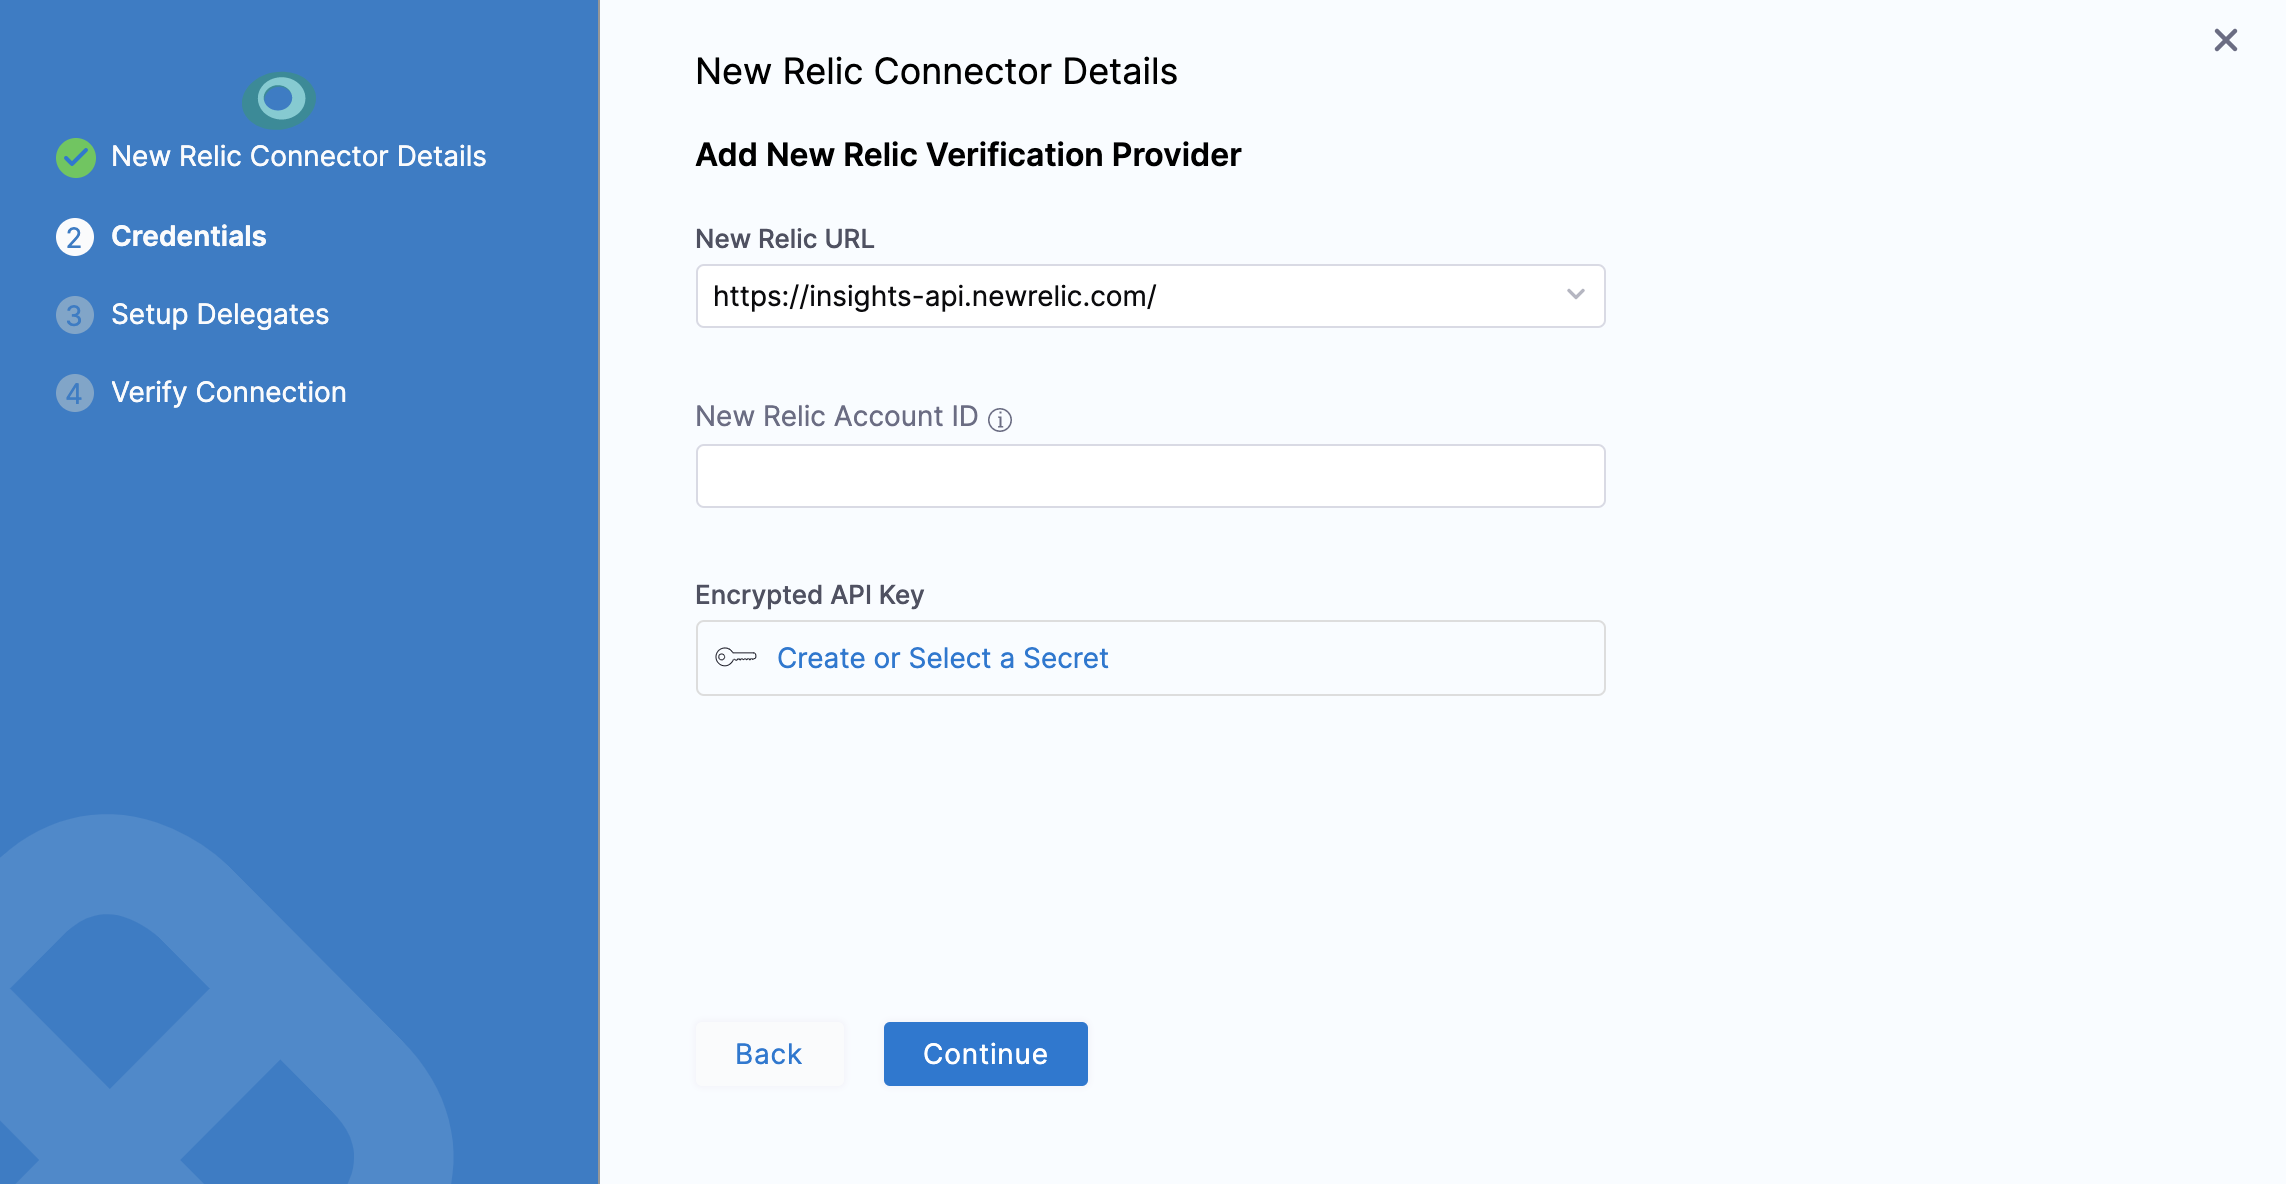 New Relic Connector Details
2 Credentials
3 Setup Delegates
4 Verify Connection
New Relic Connector Details
Add New Relic Verification Provider
New Relic URL
https://insights-api.newrelic.com/
New Relic Account ID
Encrypted API Key
Create or Select a Secret
Back
Continue